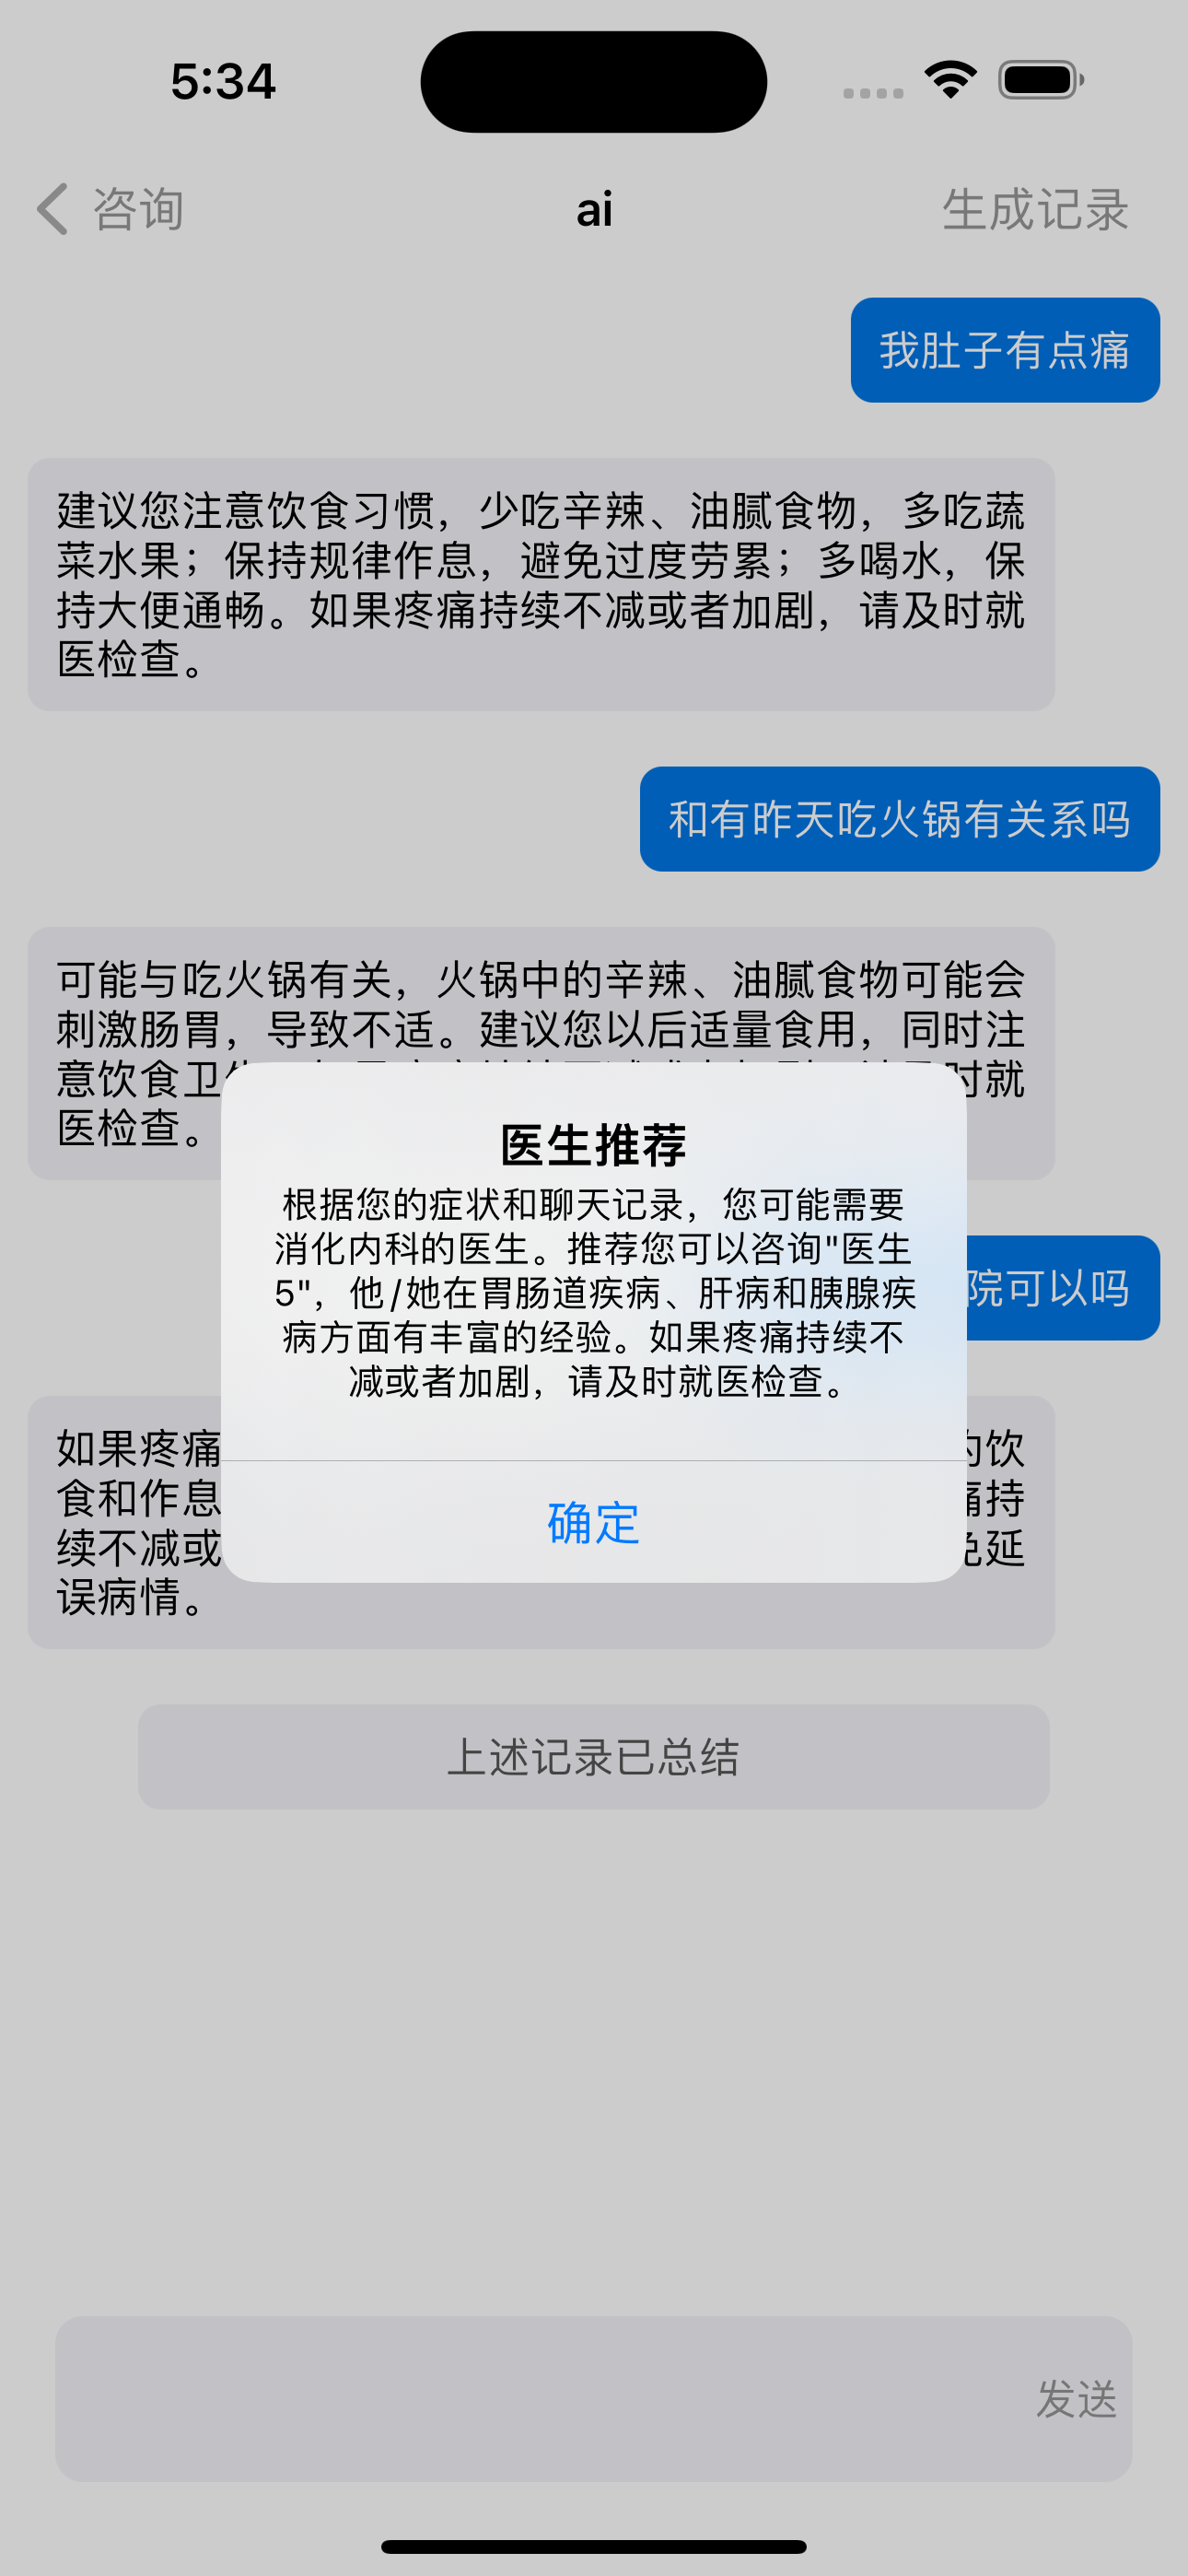 5:34
咨询
ai
生成记录
我肚子有点痛
建议您注意饮食习惯，少吃辛辣、油腻食物，多吃蔬
菜水果；保持规律作息，避免过度劳累；多喝水，保
持大便通畅。如果疼痛持续不减或者加剧，请及时就
医检查。
和有昨天吃火锅有关系吗
可能与吃火锅有关，火锅中的辛辣、油腻食物可能会
刺激肠胃，导致不适。建议您以后适量食用，同时注
意饮食卫
时就
医检查。
医生推荐
根据您的症状和聊天记录，您可能需要
消化内科的医生。推荐您可以咨询"医生
5"，他/她在胃肠道疾病、肝病和胰腺疾
病方面有丰富的经验。如果疼痛持续不
减或者加剧，请及时就医检查。
确定
院可以吗
如果疼痛
饮
食和作息
持
续不减或
延
误病情。
上述记录已总结
发送